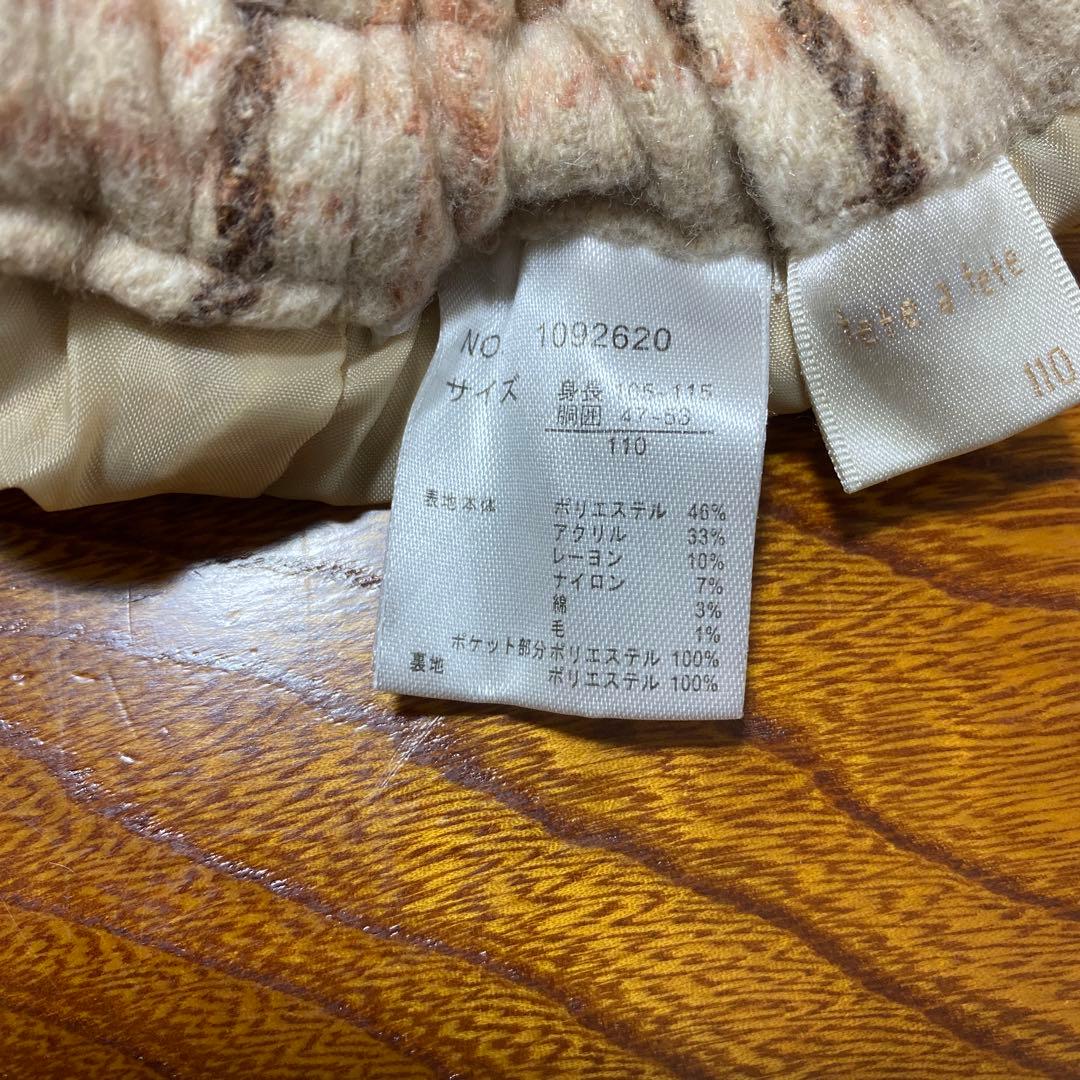 NO 1092620
サイズ 身長 105-115
胴囲 47-53
110
表地本体 ポリエステル 46%
アクリル 33%
レーヨン 10%
ナイロン 7%
綿 3%
毛 1%
ポケット部分 ポリエステル 100%
裏地 ポリエステル 100%
tete a tete
110